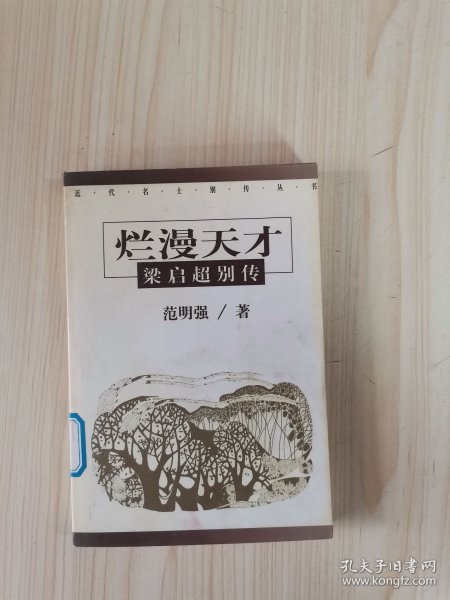 近·代·名·士·别·传·丛·书
烂漫天才
梁启超别传
范明强/著
孔夫子旧书网
www.kongfz.com